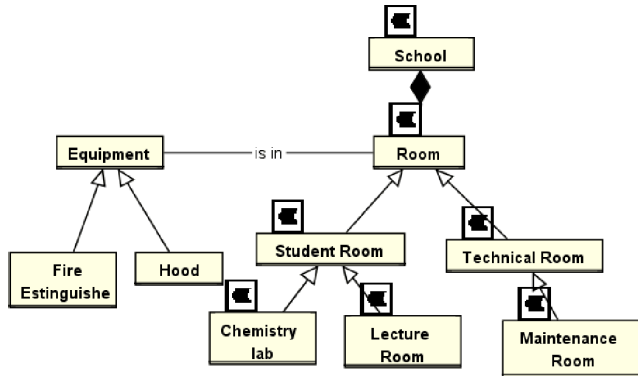 School
Equipment
is in
Room
Student Room
Technical Room
Fire
Estinguishe
Hood
Chemistry
lab
Lecture
Room
Maintenance
Room